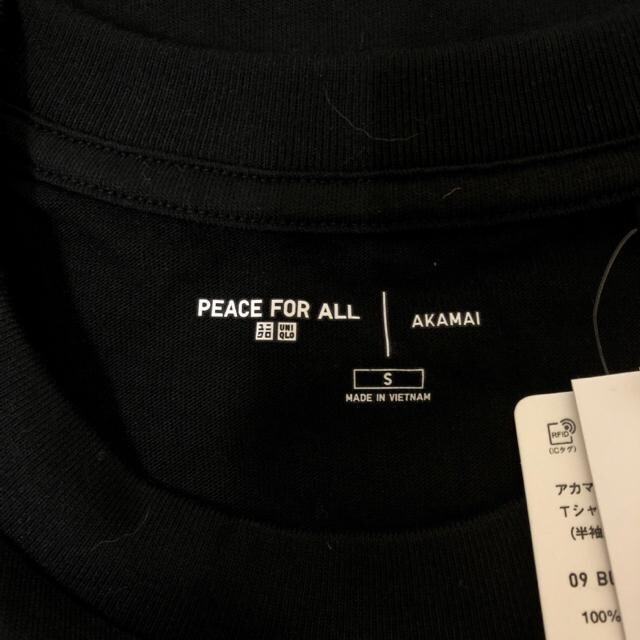 PEACE FOR ALL
ユニ UNI
クロ QLO
AKAMAI
S
MADE IN VIETNAM
RFID
(ICタグ)
アカマ
Tシャ
(半袖
09 BL
100%